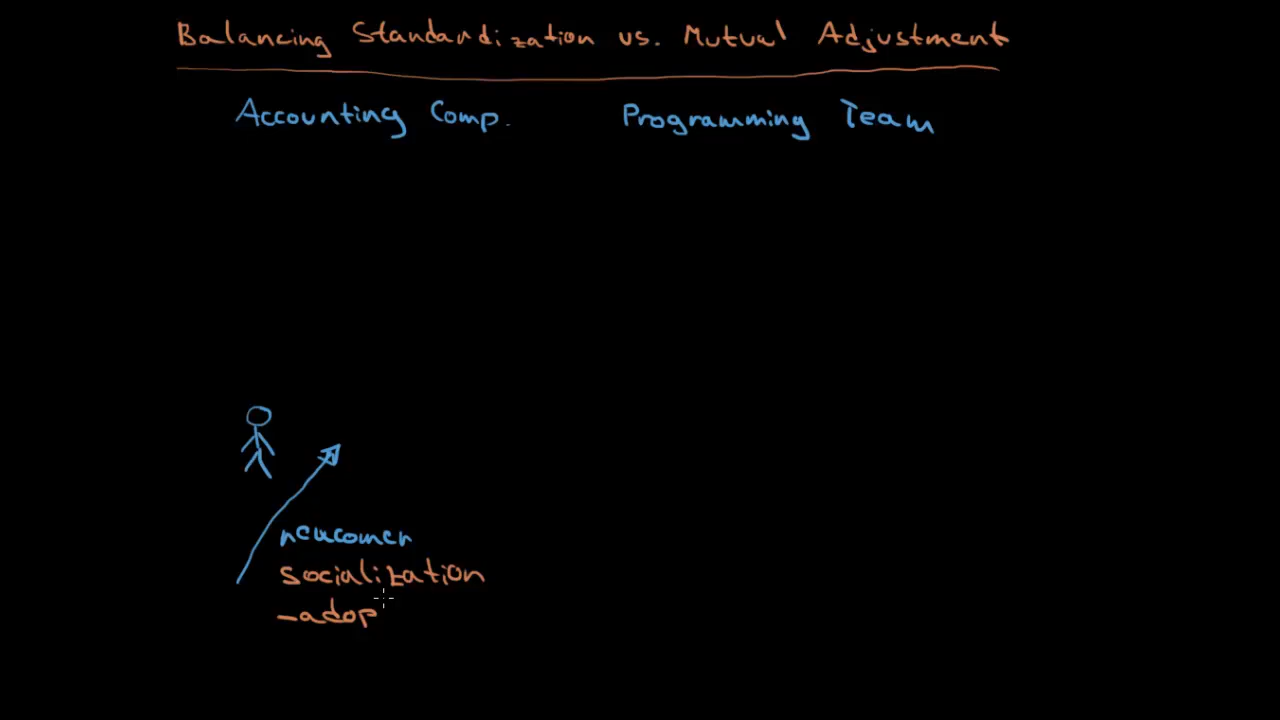 Balancing Standardization vs. Mutual Adjustment
Accounting Comp. Programming Team
newcomer
socialization
-adop